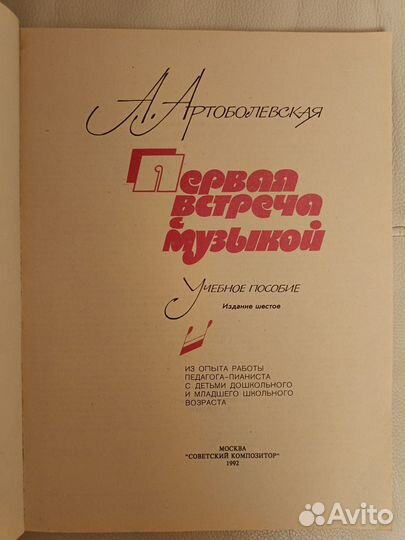 А. Артоболевская
Первая
встреча
с
музыкой
Учебное пособие
Издание шестое
ИЗ ОПЫТА РАБОТЫ
ПЕДАГОГА-ПИАНИСТА
С ДЕТЬМИ ДОШКОЛЬНОГО
И МЛАДШЕГО ШКОЛЬНОГО
ВОЗРАСТА
МОСКВА
"СОВЕТСКИЙ КОМПОЗИТОР"
1992
Avito